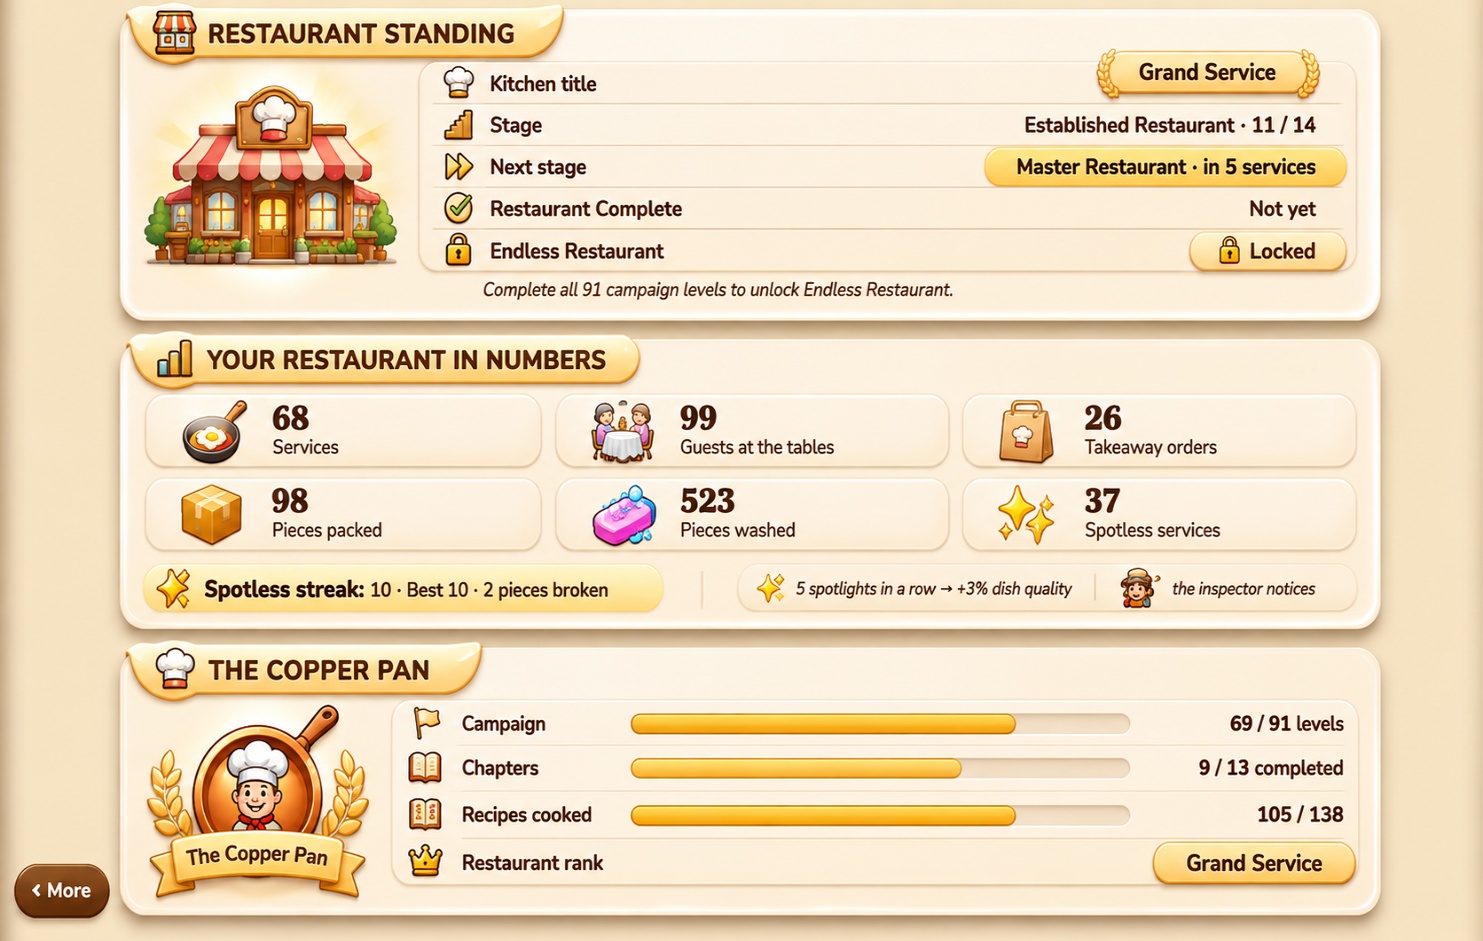 RESTAURANT STANDING
Kitchen title
Grand Service
Stage
Established Restaurant · 11 / 14
Next stage
Master Restaurant · in 5 services
Restaurant Complete
Not yet
Endless Restaurant
Locked
Complete all 91 campaign levels to unlock Endless Restaurant.
YOUR RESTAURANT IN NUMBERS
68
Services
99
Guests at the tables
26
Takeaway orders
98
Pieces packed
523
Pieces washed
37
Spotless services
Spotless streak: 10 · Best 10 · 2 pieces broken
5 spotlights in a row → +3% dish quality
the inspector notices
THE COPPER PAN
The Copper Pan
Campaign
69 / 91 levels
Chapters
9 / 13 completed
Recipes cooked
105 / 138
Restaurant rank
Grand Service
‹ More